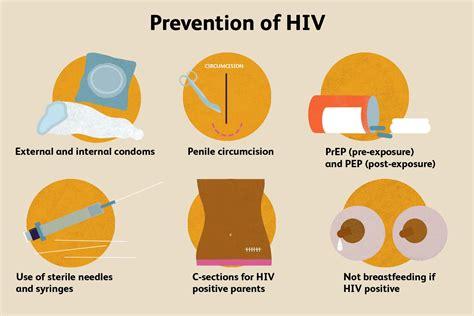 Prevention of HIV
CIRCUMCISION
External and internal condoms
Penile circumcision
PrEP (pre-exposure)
and PEP (post-exposure)
Use of sterile needles
and syringes
C-sections for HIV
positive parents
Not breastfeeding if
HIV positive